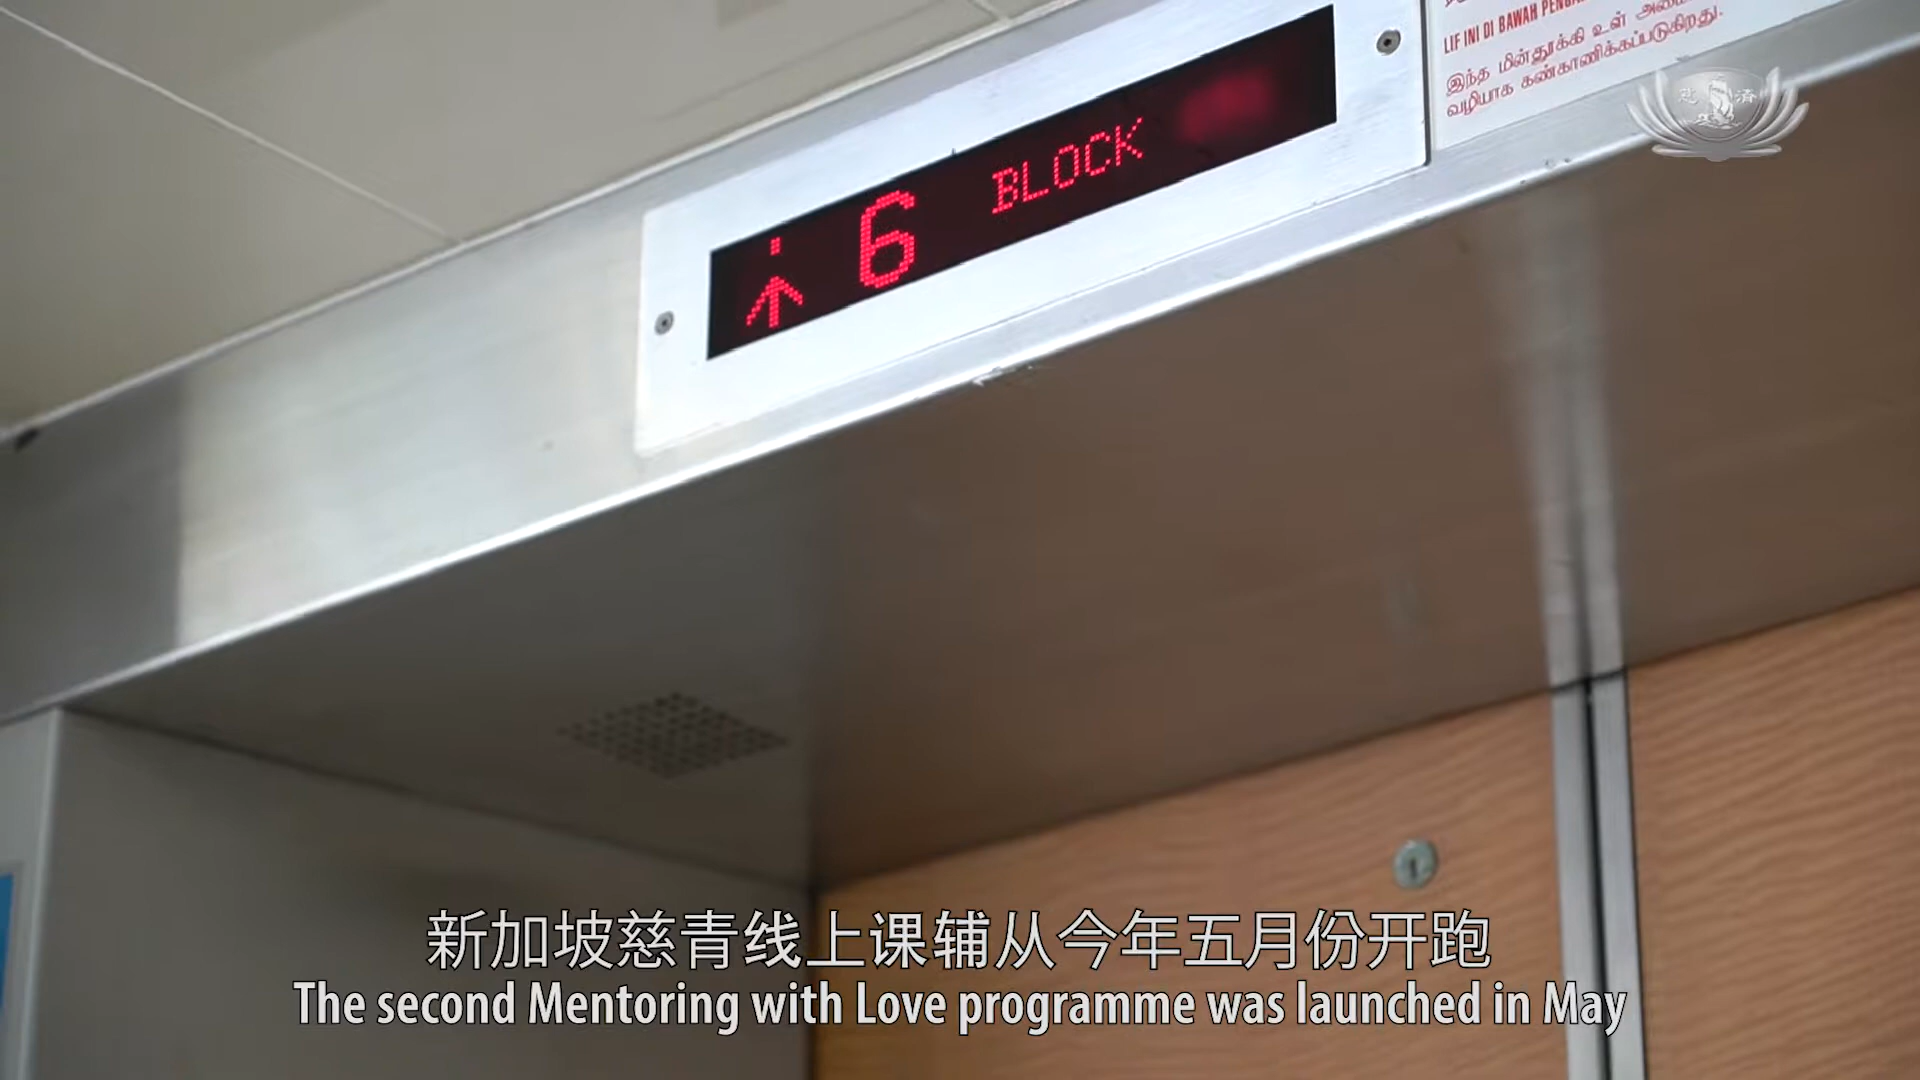 LIF INI DI BAWAH
இந்த மின்தூக்கி உள்
வழியாக கண்காணிக்கப்படுகிறது.
慈 濟
6 BLOCK
新加坡慈青线上课辅从今年五月份开跑
The second Mentoring with Love programme was launched in May